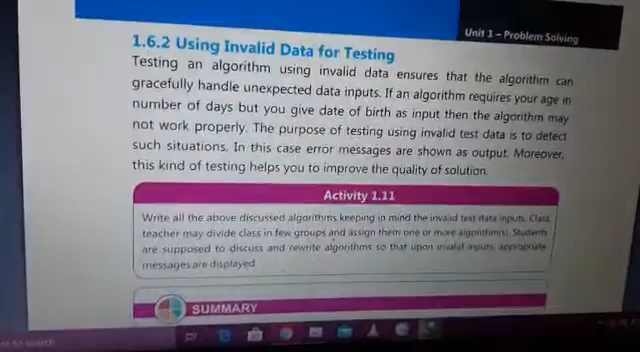 Unit 1 – Problem Solving
1.6.2 Using Invalid Data for Testing
Testing an algorithm using invalid data ensures that the algorithm can
gracefully handle unexpected data inputs. If an algorithm requires your age in
number of days but you give date of birth as input then the algorithm may
not work properly. The purpose of testing using invalid test data is to detect
such situations. In this case error messages are shown as output. Moreover,
this kind of testing helps you to improve the quality of solution.
Activity 1.11
Write all the above discussed algorithms keeping in mind the invalid test data inputs. Class
teacher may divide class in few groups and assign them one or more algorithm(s). Students
are supposed to discuss and rewrite algorithms so that upon invalid inputs, appropriate
messages are displayed
SUMMARY
to search